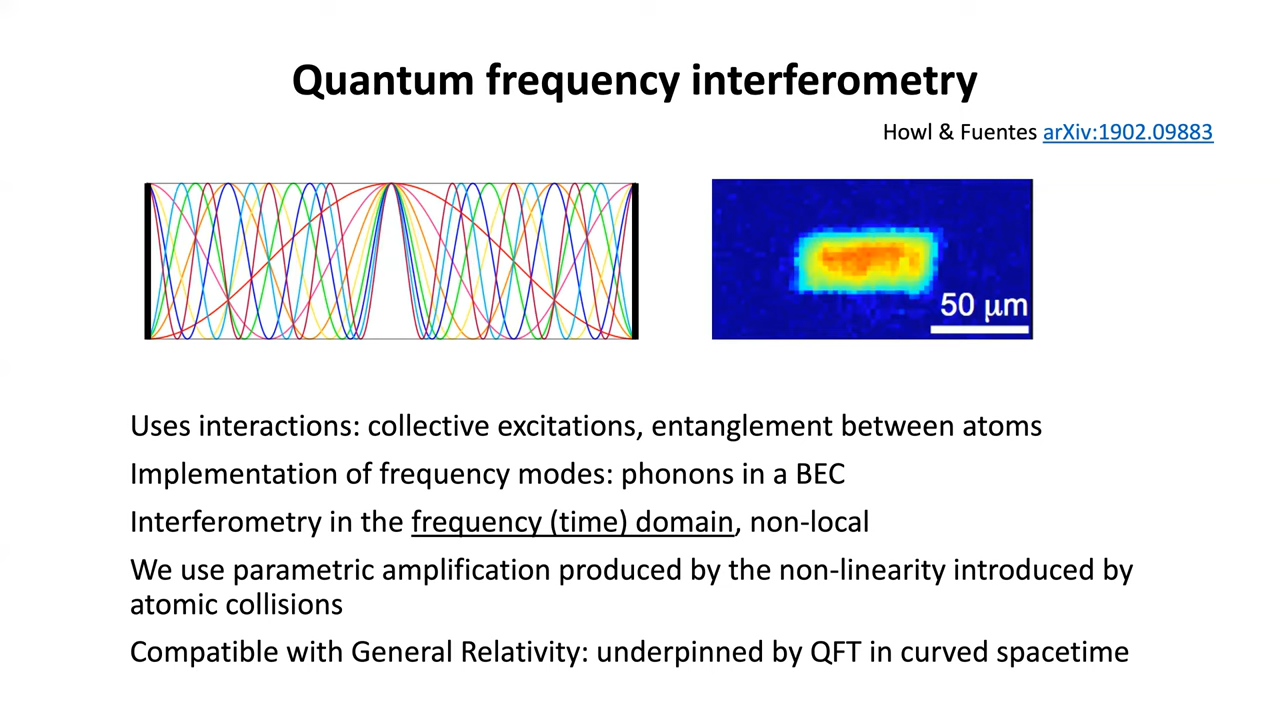 Quantum frequency interferometry
Howl & Fuentes arXiv:1902.09883
50 μm
Uses interactions: collective excitations, entanglement between atoms
Implementation of frequency modes: phonons in a BEC
Interferometry in the frequency (time) domain, non-local
We use parametric amplification produced by the non-linearity introduced by
atomic collisions
Compatible with General Relativity: underpinned by QFT in curved spacetime